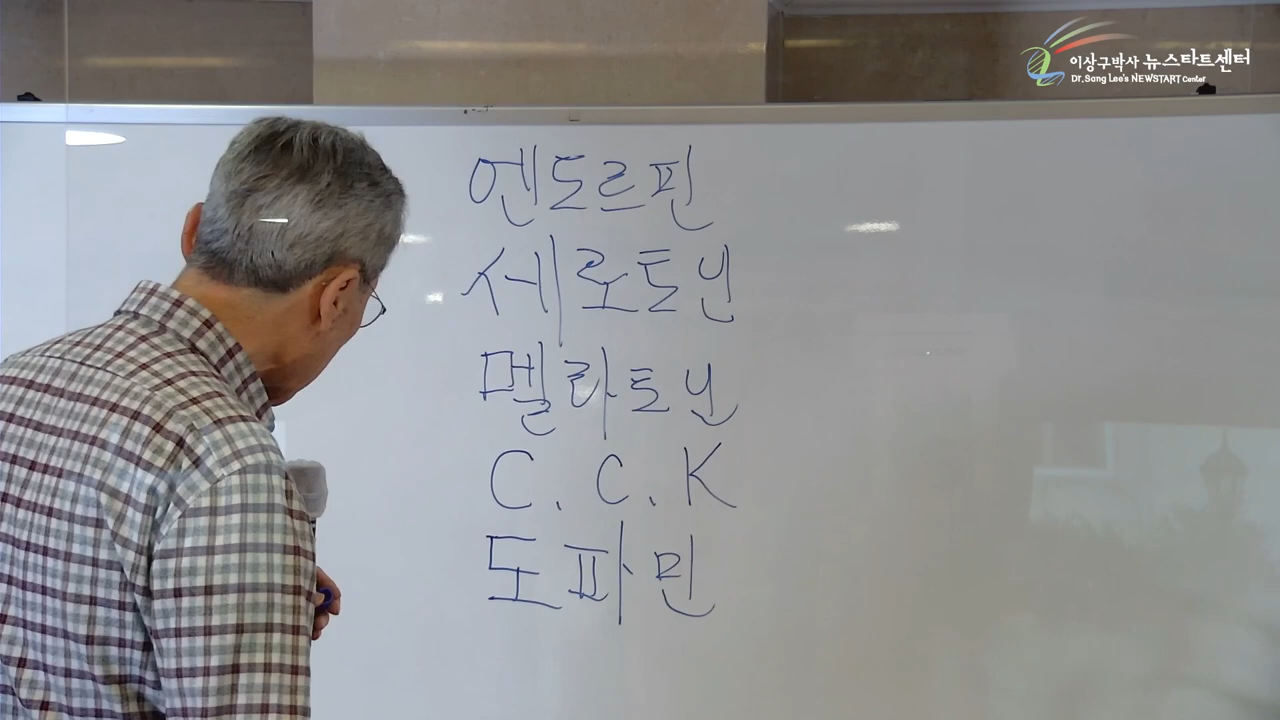 이상구박사 뉴스타트센터
Dr. Sang Lee's NEWSTART Center
엔도르핀
세로토닌
멜라토닌
C.C.K
도파민